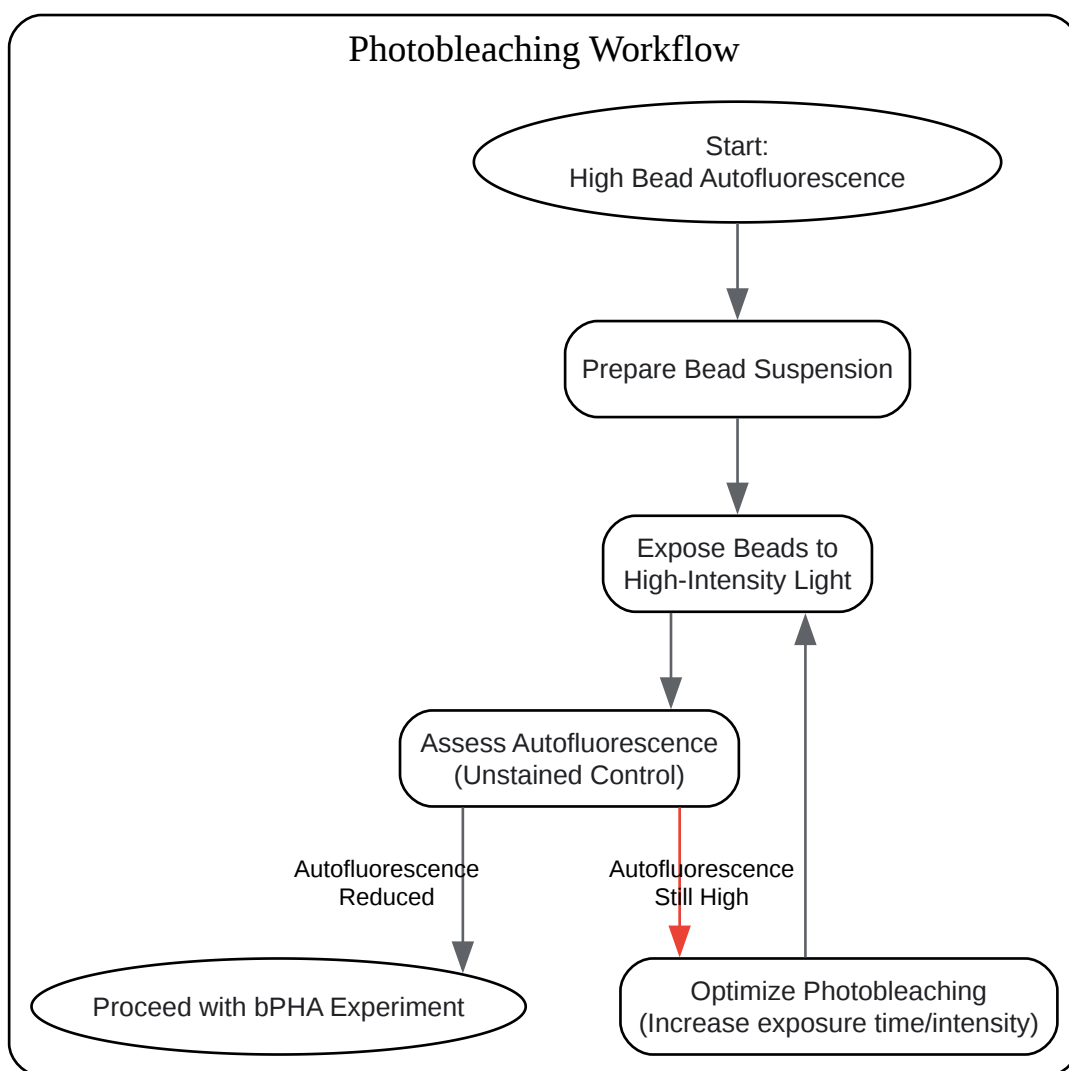 Photobleaching Workflow
Start:
High Bead Autofluorescence
Prepare Bead Suspension
Expose Beads to
High-Intensity Light
Assess Autofluorescence
(Unstained Control)
Autofluorescence
Reduced
Autofluorescence
Still High
Proceed with bPHA Experiment
Optimize Photobleaching
(Increase exposure time/intensity)